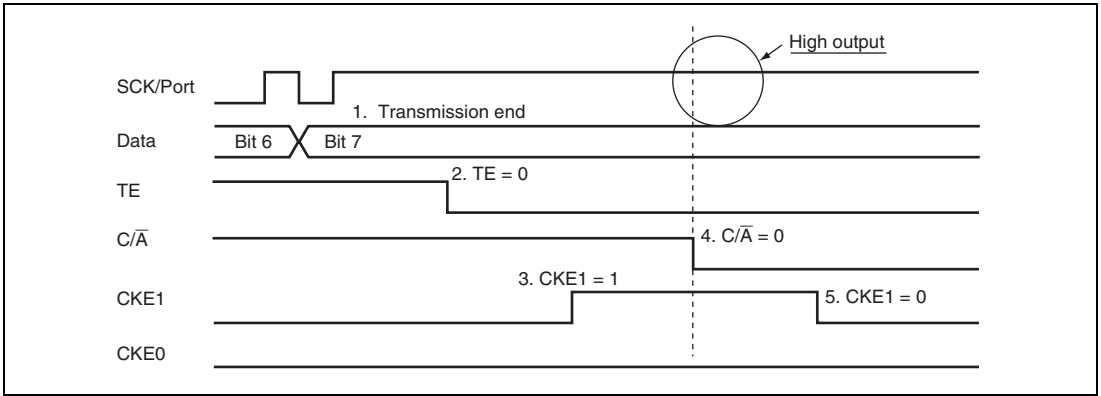 High output
SCK/Port
1. Transmission end
Data
Bit 6
Bit 7
2. TE = 0
TE
C/A̅
4. C/A̅ = 0
3. CKE1 = 1
CKE1
5. CKE1 = 0
CKE0